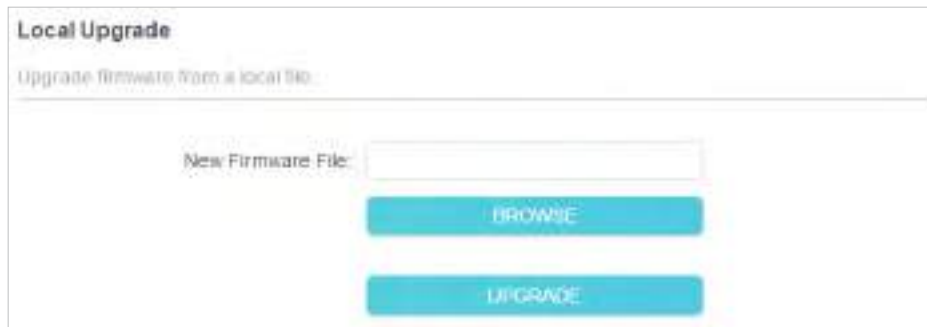 Local Upgrade
Upgrade firmware from a local file.
New Firmware File:
BROWSE
UPGRADE